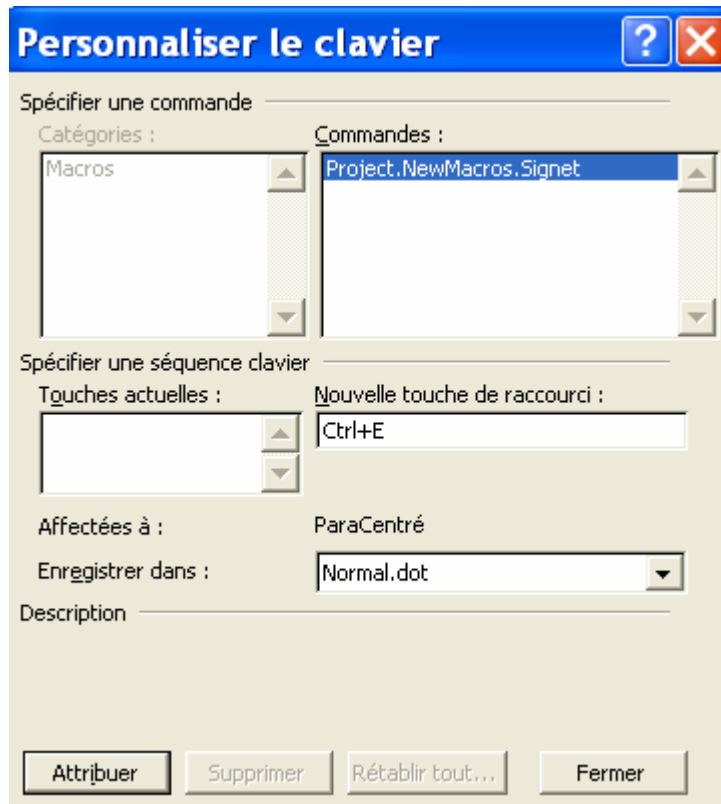 Personnaliser le clavier
Spécifier une commande
Catégories : Commandes :
Macros Project.NewMacros.Signet
Spécifier une séquence clavier
Touches actuelles : Nouvelle touche de raccourci :
Ctrl+E
Affectées à : ParaCentré
Enregistrer dans : Normal.dot
Description
Attribuer Supprimer Rétablir tout... Fermer